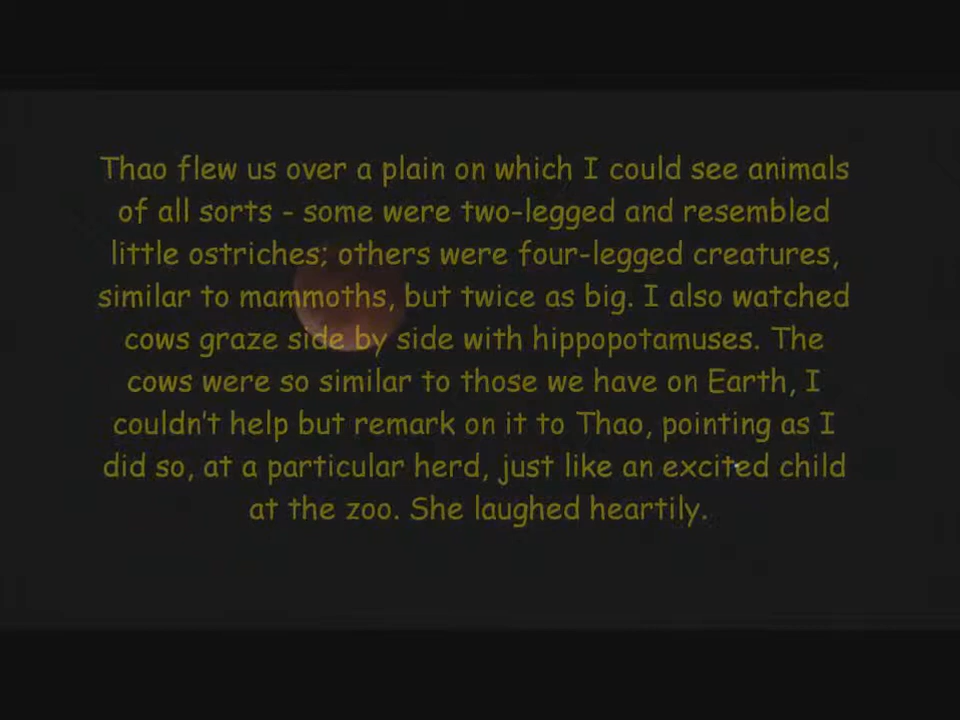 Thao flew us over a plain on which I could see animals
of all sorts - some were two-legged and resembled
little ostriches; others were four-legged creatures,
similar to mammoths, but twice as big. I also watched
cows graze side by side with hippopotamuses. The
cows were so similar to those we have on Earth, I
couldn't help but remark on it to Thao, pointing as I
did so, at a particular herd, just like an excited child
at the zoo. She laughed heartily.